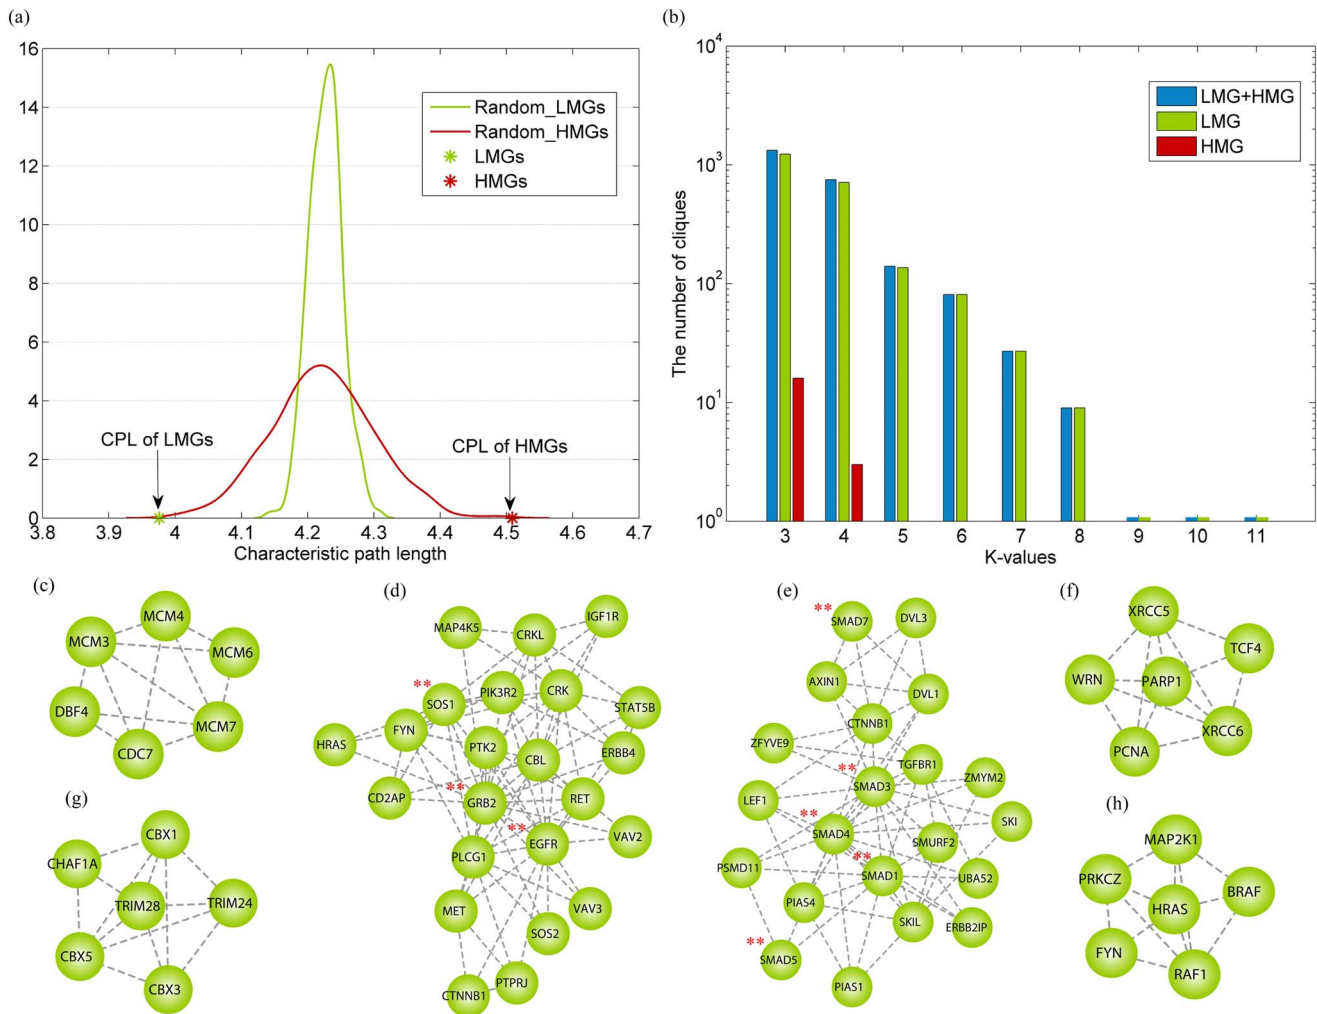 (a)
16
14
12
10
8
6
4
2
0
3.8 3.9 4 4.1 4.2 4.3 4.4 4.5 4.6 4.7
Characteristic path length
Random_LMGs
Random_HMGs
LMGs
HMGs
CPL of LMGs
CPL of HMGs
(b)
10^4
10^3
10^2
10^1
10^0
The number of cliques
3 4 5 6 7 8 9 10 11
K-values
LMG+HMG
LMG
HMG
(c)
MCM4
MCM3
MCM6
DBF4
MCM7
CDC7
(d)
IGF1R
MAP4K5
CRKL
**
SOS1
PIK3R2
CRK
STAT5B
FYN
HRAS
PTK2
CBL
ERBB4
CD2AP
**
GRB2
RET
**
EGFR
VAV2
PLCG1
MET
VAV3
SOS2
CTNNB1
PTPRJ
(e)
**
SMAD7
DVL3
AXIN1
DVL1
CTNNB1
ZFYVE9
TGFBR1
ZMYM2
**
SMAD3
LEF1
**
SMAD4
SKI
SMURF2
PSMD11
**
SMAD1
UBA52
PIAS4
SKIL
ERBB2IP
**
SMAD5
PIAS1
(f)
XRCC5
TCF4
WRN
PARP1
XRCC6
PCNA
(g)
CBX1
CHAF1A
TRIM28
TRIM24
CBX5
CBX3
(h)
MAP2K1
PRKCZ
BRAF
HRAS
FYN
RAF1